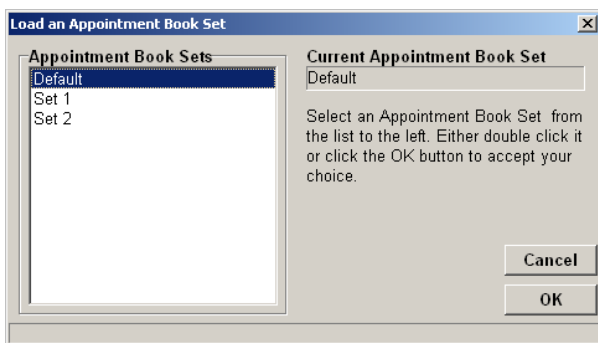 Load an Appointment Book Set
Appointment Book Sets
Default
Set 1
Set 2
Current Appointment Book Set
Default
Select an Appointment Book Set from
the list to the left. Either double click it
or click the OK button to accept your
choice.
Cancel
OK